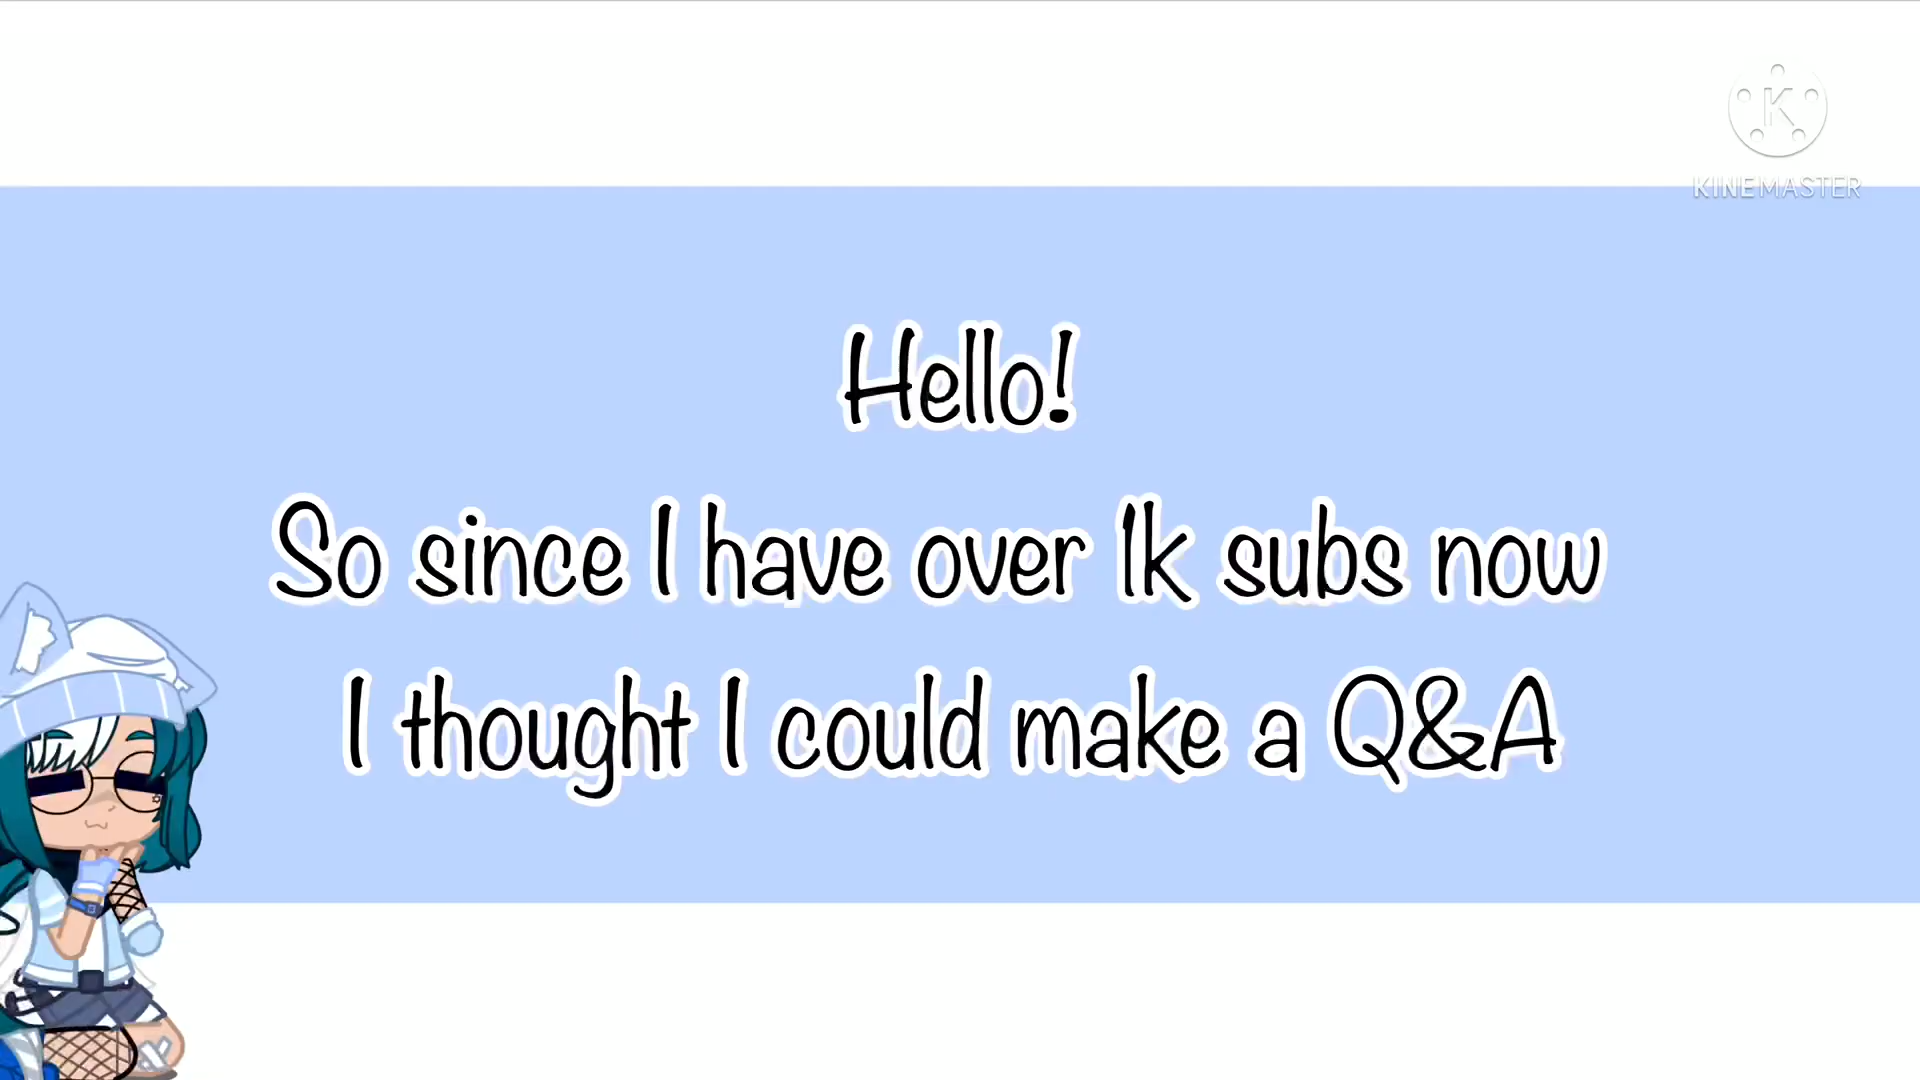 K
KINEMASTER
Hello!
So since I have over 1k subs now
I thought I could make a Q&A